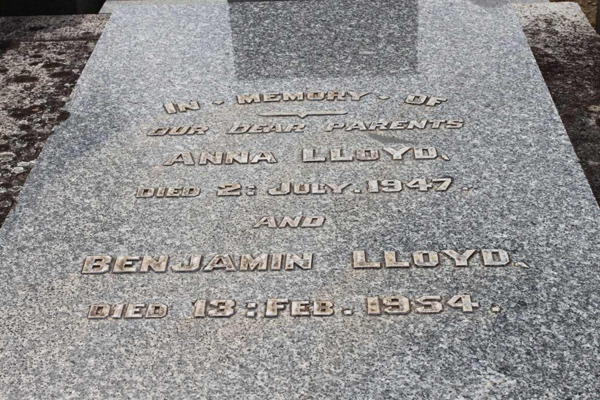 IN · MEMORY · OF
OUR DEAR PARENTS
ANNA LLOYD,
DIED 2: JULY. 1947.
AND
BENJAMIN LLOYD.
DIED 13: FEB. 1954.